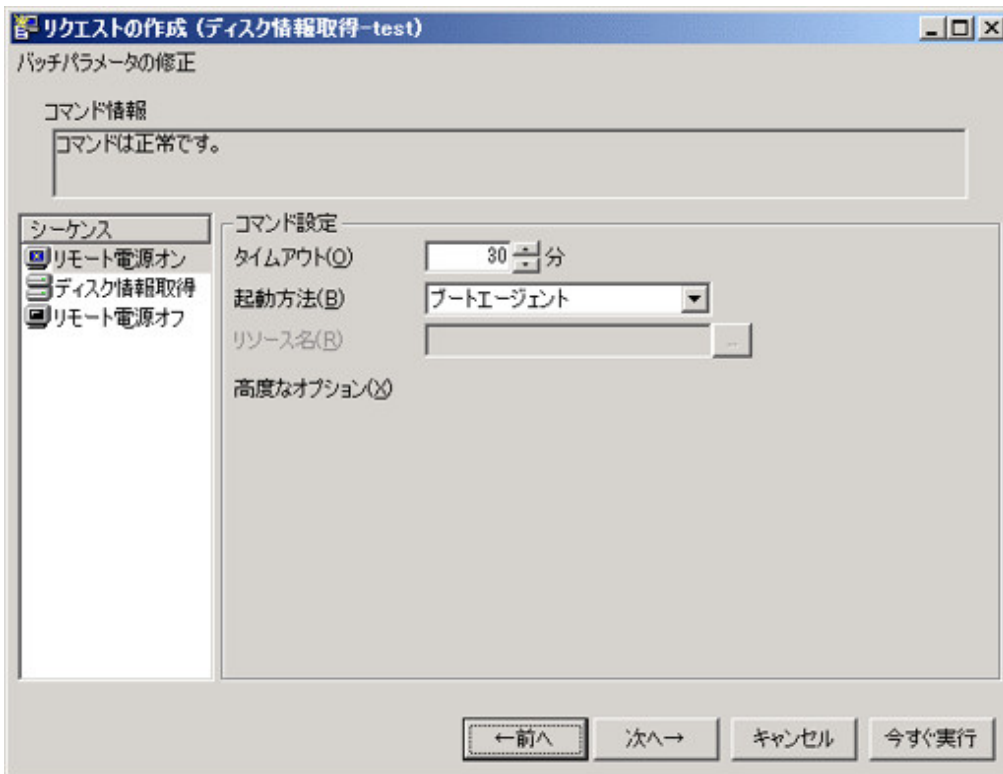 リクエストの作成（ディスク情報取得-test）
バッチパラメータの修正
コマンド情報
コマンドは正常です。
シーケンス
リモート電源オン
ディスク情報取得
リモート電源オフ
コマンド設定
タイムアウト(O) 30 分
起動方法(B) ブートエージェント
リソース名(R) ...
高度なオプション(X)
←前へ 次へ→ キャンセル 今すぐ実行